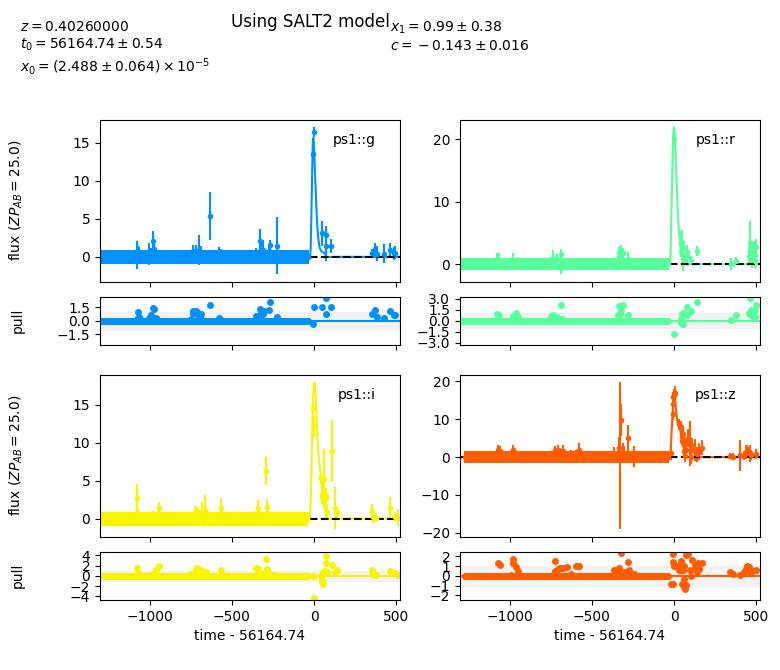 Using SALT2 model
z = 0.40260000
t0 = 56164.74 ± 0.54
x0 = (2.488 ± 0.064) × 10⁻⁵
x1 = 0.99 ± 0.38
c = −0.143 ± 0.016
flux (ZP_AB = 25.0)
15
10
5
0
ps1::g
20
10
0
ps1::r
pull
1.5
0.0
−1.5
3.0
1.5
0.0
−1.5
−3.0
flux (ZP_AB = 25.0)
15
10
5
0
ps1::i
20
10
0
−10
−20
ps1::z
pull
4
2
0
−2
−4
2
1
0
−1
−2
−1000 −500 0 500
time - 56164.74
−1000 −500 0 500
time - 56164.74